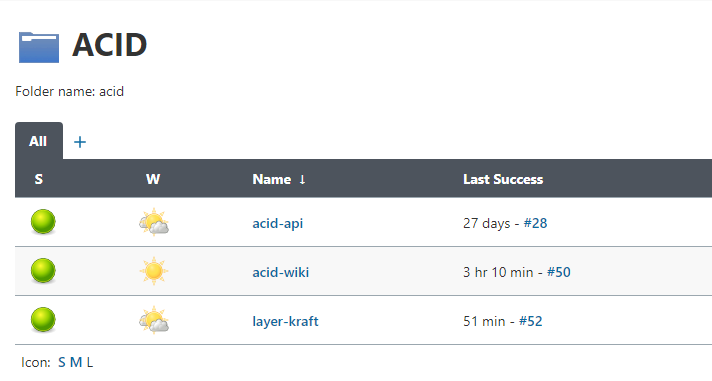 ACID
Folder name: acid
All +
S W Name ↓ Last Success
acid-api 27 days - #28
acid-wiki 3 hr 10 min - #50
layer-kraft 51 min - #52
Icon: S M L